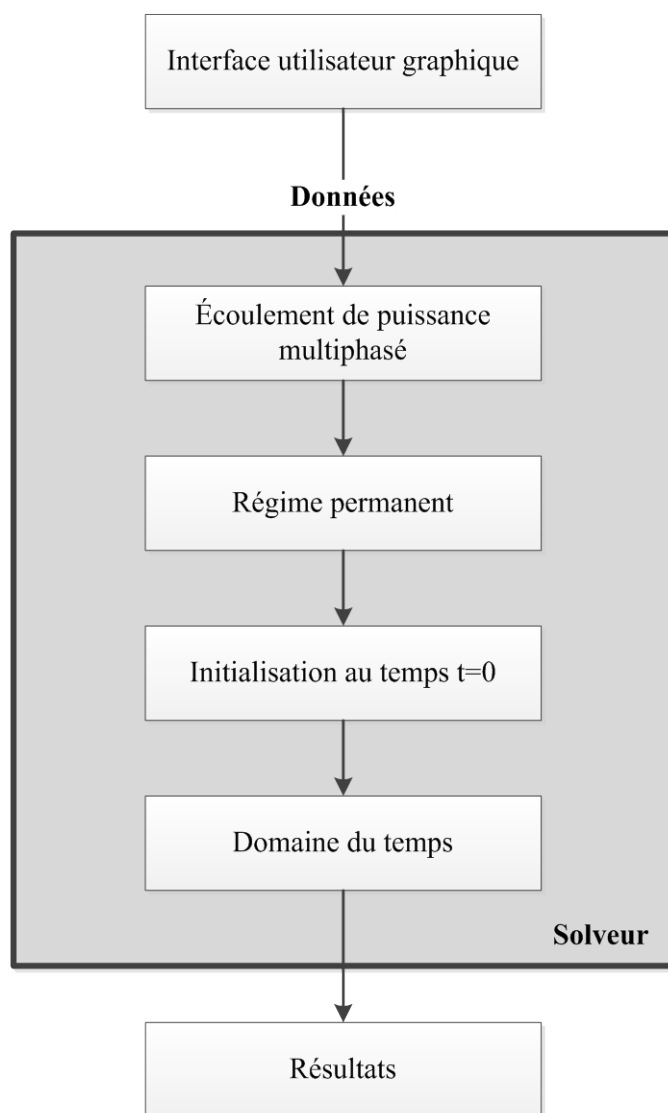 Interface utilisateur graphique
Données
Écoulement de puissance
multiphasé
Régime permanent
Initialisation au temps t=0
Domaine du temps
Solveur
Résultats